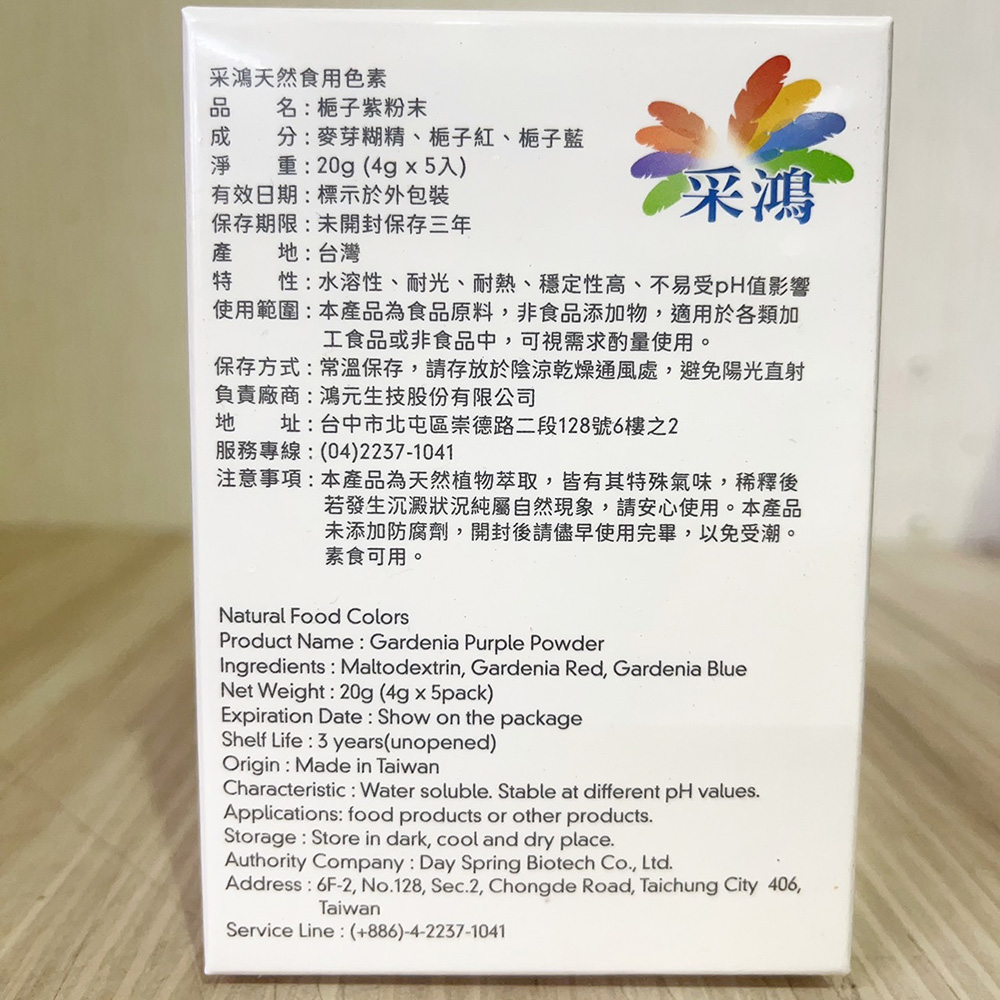 采鴻天然食用色素
品　　名：梔子紫粉末
成　　分：麥芽糊精、梔子紅、梔子藍
淨　　重：20g (4g x 5入)
有效日期：標示於外包裝
保存期限：未開封保存三年
產　　地：台灣
特　　性：水溶性、耐光、耐熱、穩定性高、不易受pH值影響
使用範圍：本產品為食品原料，非食品添加物，適用於各類加
工食品或非食品中，可視需求酌量使用。
保存方式：常溫保存，請存放於陰涼乾燥通風處，避免陽光直射
負責廠商：鴻元生技股份有限公司
地　　址：台中市北屯區崇德路二段128號6樓之2
服務專線：(04)2237-1041
注意事項：本產品為天然植物萃取，皆有其特殊氣味，稀釋後
若發生沉澱狀況純屬自然現象，請安心使用。本產品
未添加防腐劑，開封後請儘早使用完畢，以免受潮。
素食可用。
采鴻
Natural Food Colors
Product Name : Gardenia Purple Powder
Ingredients : Maltodextrin, Gardenia Red, Gardenia Blue
Net Weight : 20g (4g x 5pack)
Expiration Date : Show on the package
Shelf Life : 3 years(unopened)
Origin : Made in Taiwan
Characteristic : Water soluble. Stable at different pH values.
Applications: food products or other products.
Storage : Store in dark, cool and dry place.
Authority Company : Day Spring Biotech Co., Ltd.
Address : 6F-2, No.128, Sec.2, Chongde Road, Taichung City 406,
Taiwan
Service Line : (+886)-4-2237-1041